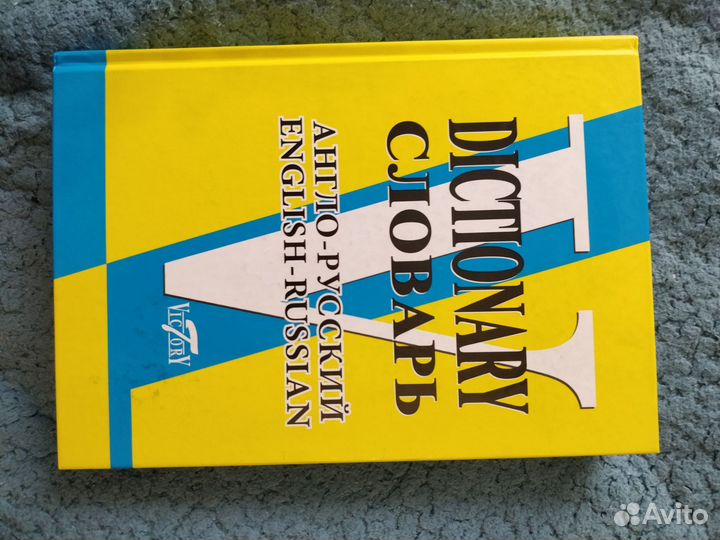 DICTIONARY
СЛОВАРЬ
АНГЛО-РУССКИЙ
ENGLISH-RUSSIAN
VICTORY
Avito